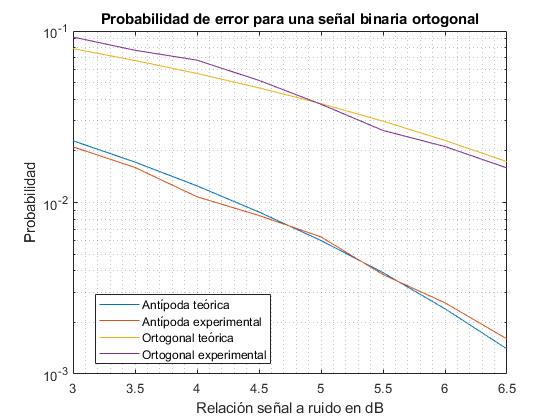 Probabilidad de error para una señal binaria ortogonal
10^-1
10^-2
10^-3
Probabilidad
Antípoda teórica
Antípoda experimental
Ortogonal teórica
Ortogonal experimental
3 3.5 4 4.5 5 5.5 6 6.5
Relación señal a ruido en dB